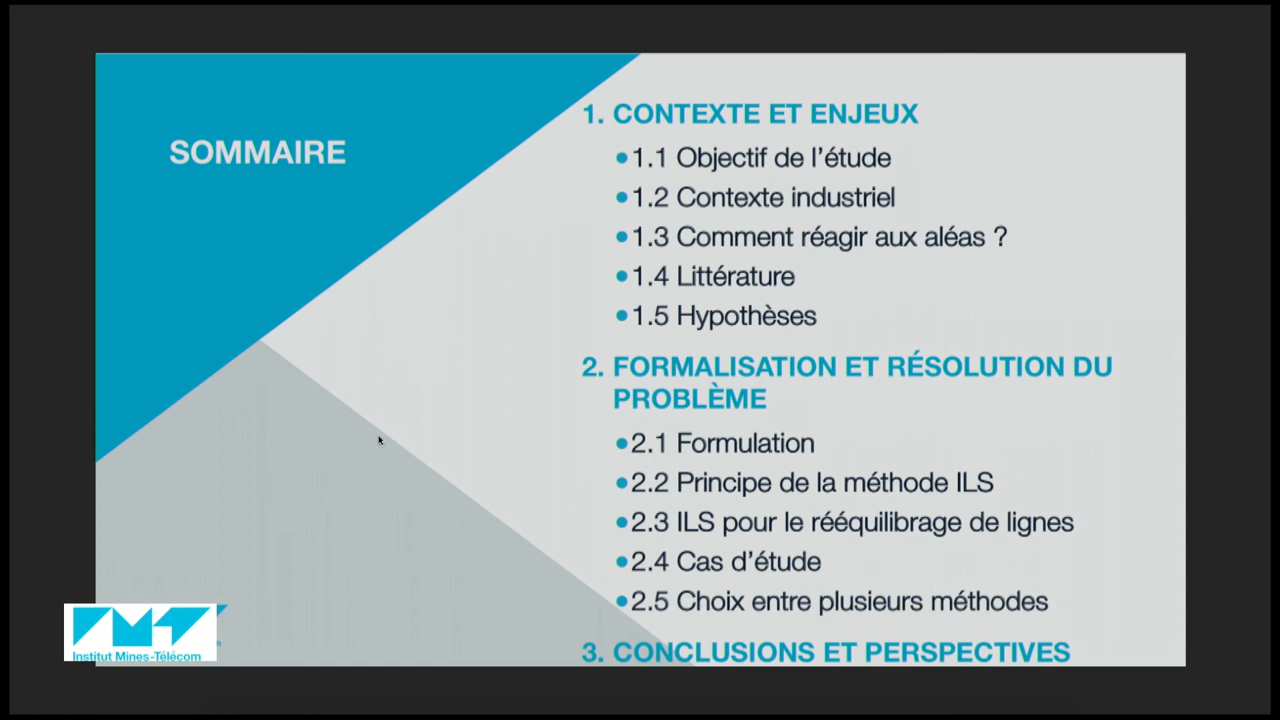 SOMMAIRE
1. CONTEXTE ET ENJEUX
•1.1 Objectif de l’étude
•1.2 Contexte industriel
•1.3 Comment réagir aux aléas ?
•1.4 Littérature
•1.5 Hypothèses
2. FORMALISATION ET RÉSOLUTION DU
PROBLÈME
•2.1 Formulation
•2.2 Principe de la méthode ILS
•2.3 ILS pour le rééquilibrage de lignes
•2.4 Cas d’étude
•2.5 Choix entre plusieurs méthodes
3. CONCLUSIONS ET PERSPECTIVES
IMT
Institut Mines-Télécom